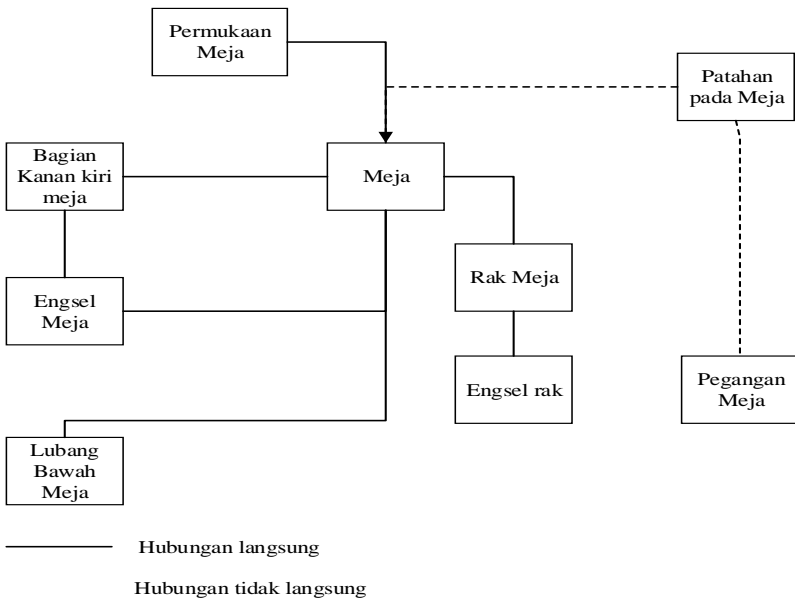 Permukaan
Meja
Patahan
pada Meja
Bagian
Kanan kiri
meja
Meja
Rak Meja
Engsel
Meja
Engsel rak
Pegangan
Meja
Lubang
Bawah
Meja
Hubungan langsung
Hubungan tidak langsung